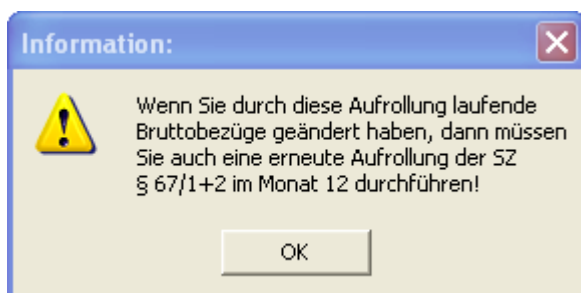 Information:
Wenn Sie durch diese Aufrollung laufende
Bruttobezüge geändert haben, dann müssen
Sie auch eine erneute Aufrollung der SZ
§ 67/1+2 im Monat 12 durchführen!
OK